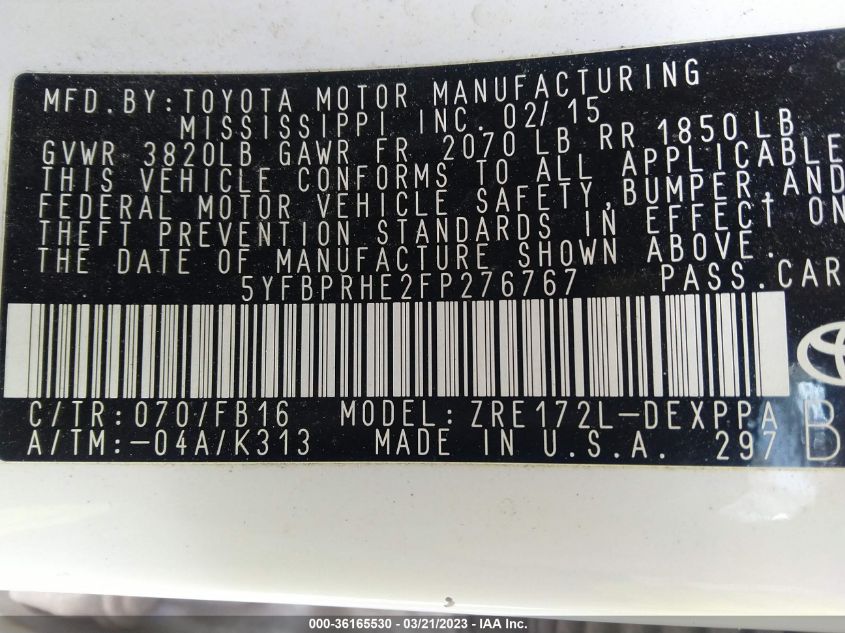 MFD.BY:TOYOTA MOTOR MANUFACTURING
MISSISSIPPI INC. 02/15
GVWR 3820LB GAWR FR 2070 LB RR 1850LB
THIS VEHICLE CONFORMS TO ALL APPLICABLE
FEDERAL MOTOR VEHICLE SAFETY,BUMPER,AND
THEFT PREVENTION STANDARDS IN EFFECT ON
THE DATE OF MANUFACTURE SHOWN ABOVE.
5YFBPRHE2FP276767 PASS.CAR
C/TR:070/FB16 MODEL:ZRE172L-DEXPPA
A/TM:-04A/K313 MADE IN U.S.A. 297 B
000-36165530 - 03/21/2023 - IAA Inc.